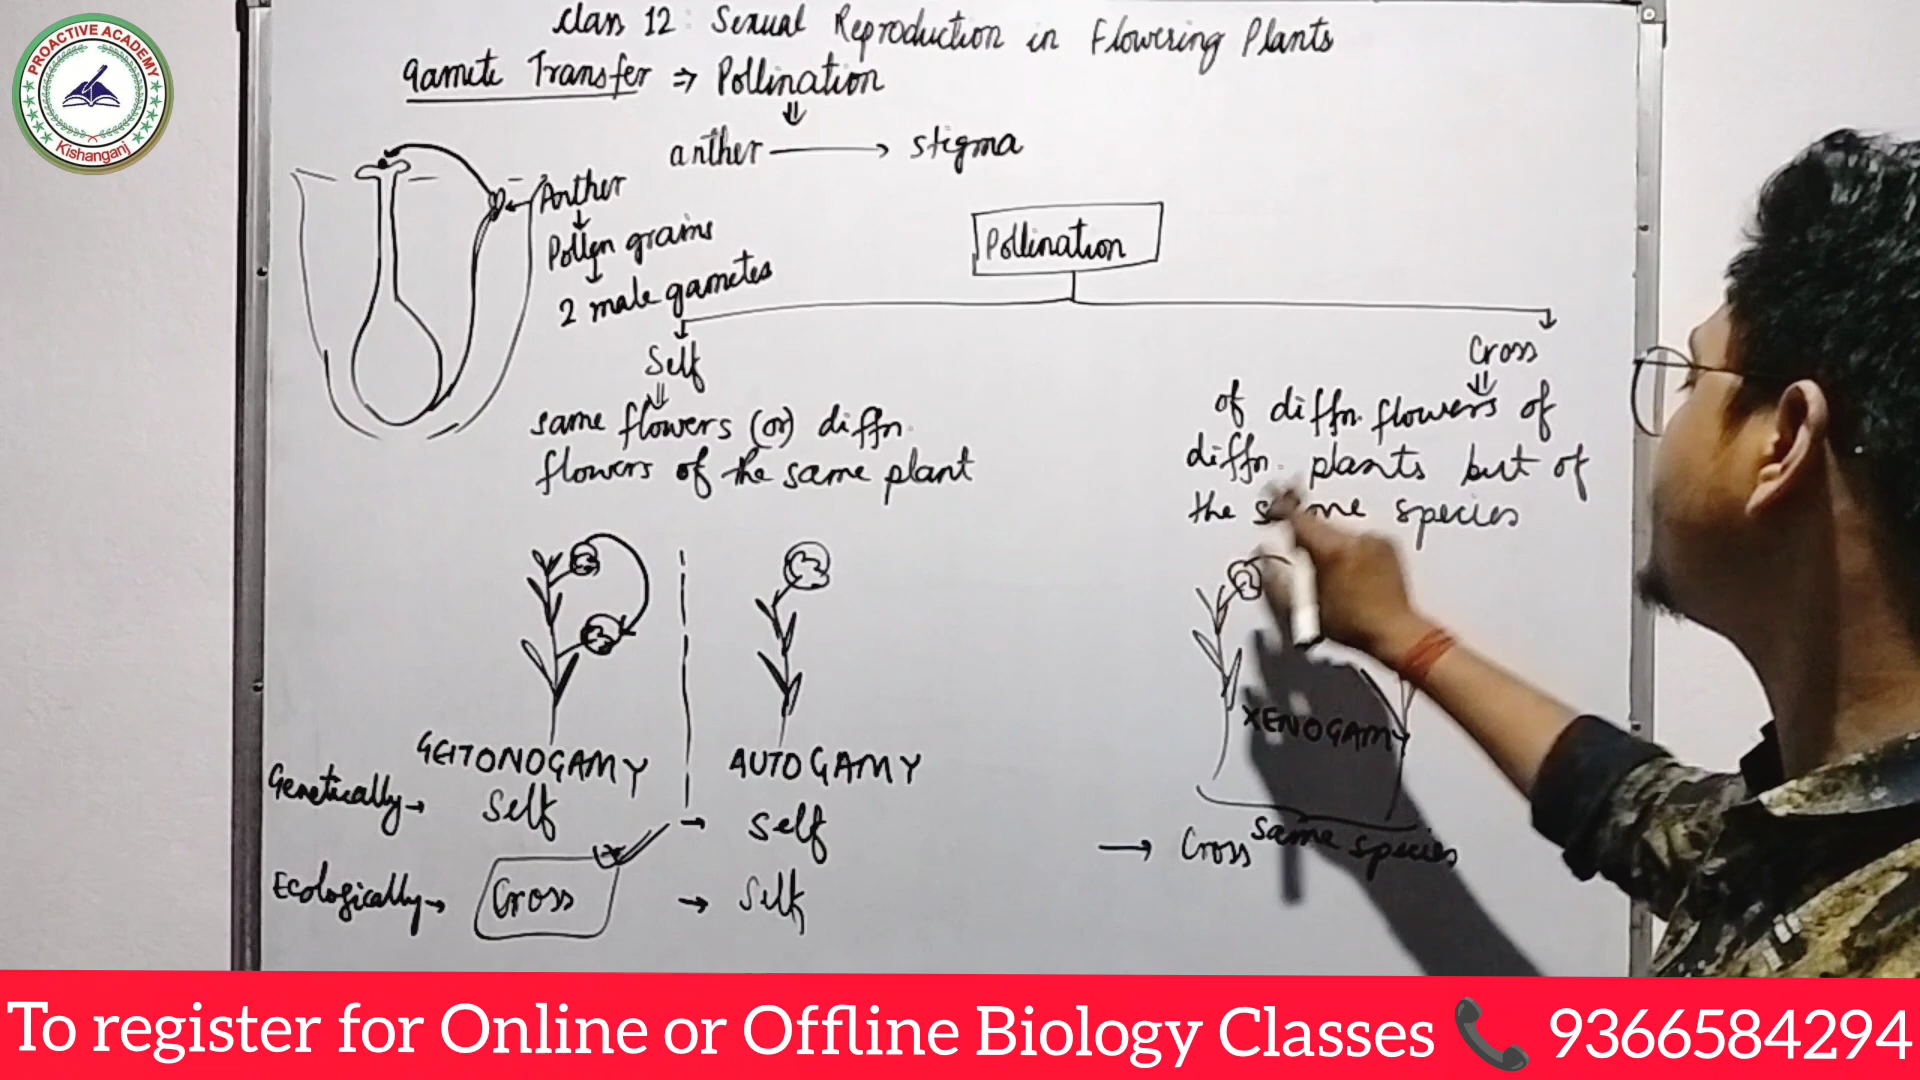 PROACTIVE ACADEMY
Kishanganj
Class 12 : Sexual Reproduction in Flowering Plants
Gamete Transfer ⇒ Pollination
⇓
anther → stigma
Anther
↓
Pollen grains
↓
2 male gametes
Pollination
Self
⇓
same flowers (or) diffn.
flowers of the same plant
Cross
⇓
of diffn. flowers of
diffn. plants but of
the same species
GEITONOGAMY
AUTOGAMY
XENOGAMY
same species
Genetically → Self → Self → Cross
Ecologically → Cross → Self
To register for Online or Offline Biology Classes 📞 9366584294